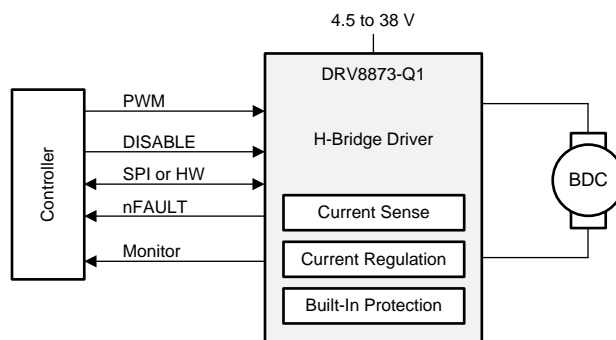 4.5 to 38 V
DRV8873-Q1
H-Bridge Driver
Controller
PWM
DISABLE
SPI or HW
nFAULT
Monitor
Current Sense
Current Regulation
Built-In Protection
BDC